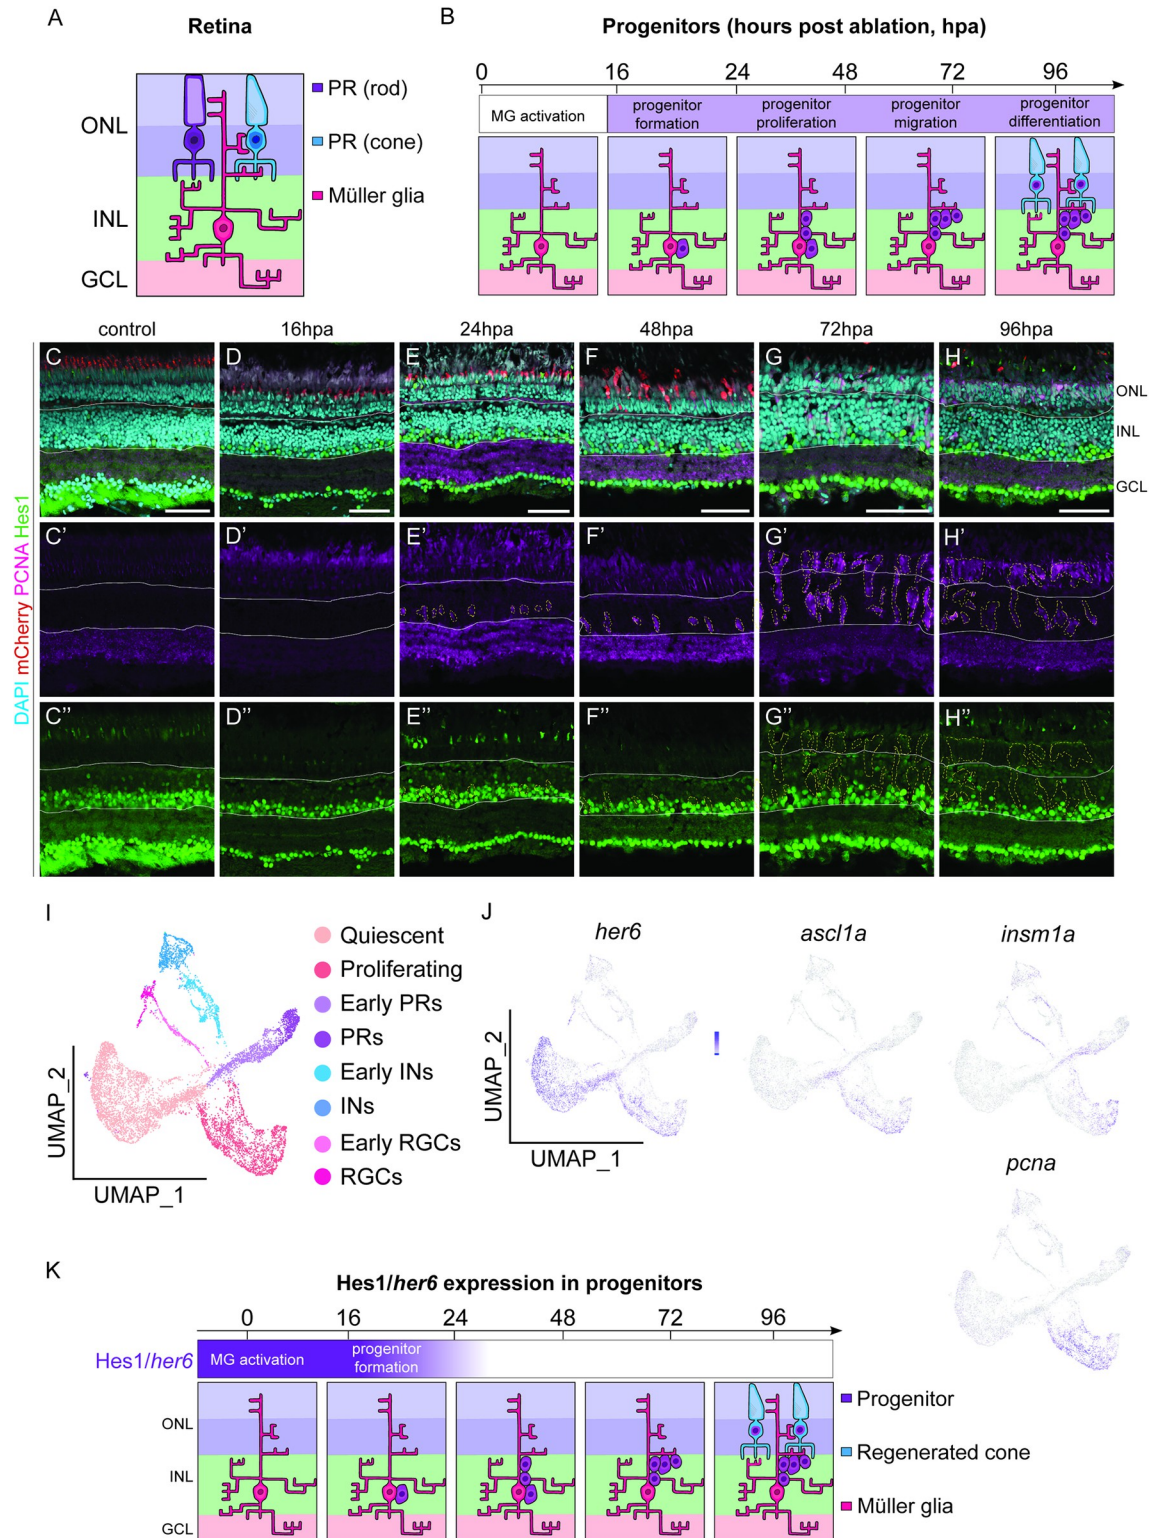 A
Retina
ONL
INL
GCL
PR (rod)
PR (cone)
Müller glia
B
Progenitors (hours post ablation, hpa)
0 16 24 48 72 96
MG activation
progenitor
formation
progenitor
proliferation
progenitor
migration
progenitor
differentiation
control 16hpa 24hpa 48hpa 72hpa 96hpa
DAPI mCherry PCNA Hes1
C D E F G H
ONL
INL
GCL
C' D' E' F' G' H'
C'' D'' E'' F'' G'' H''
I
UMAP_2
UMAP_1
Quiescent
Proliferating
Early PRs
PRs
Early INs
INs
Early RGCs
RGCs
J
her6 ascl1a insm1a
UMAP_2
UMAP_1
pcna
K
Hes1/her6 expression in progenitors
0 16 24 48 72 96
Hes1/her6
MG activation
progenitor
formation
ONL
INL
GCL
Progenitor
Regenerated cone
Müller glia